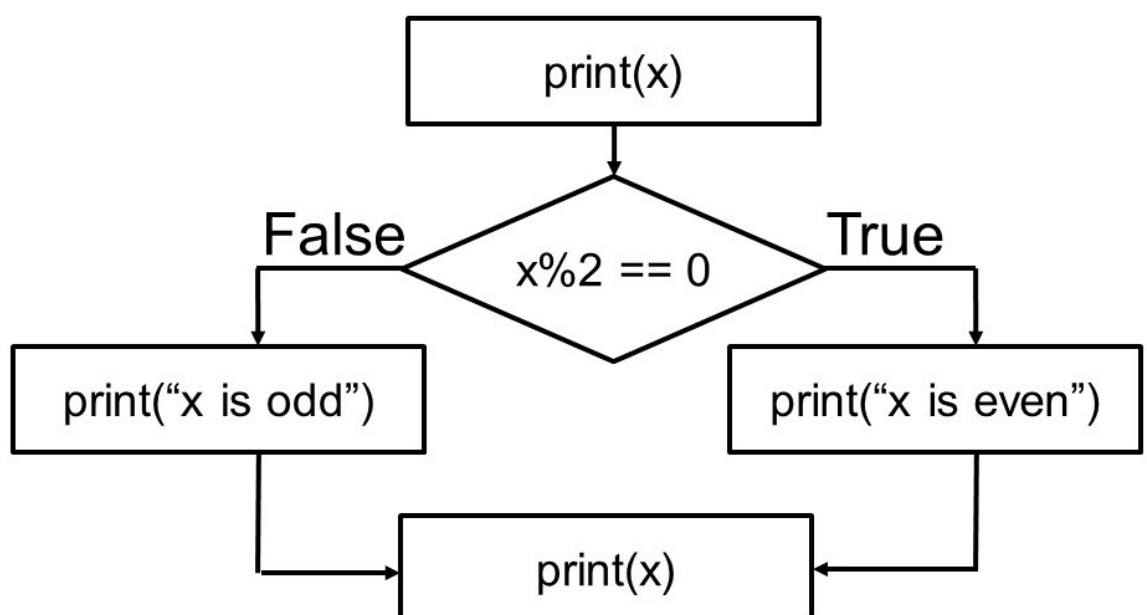 print(x)
False
x%2 == 0
True
print(“x is odd”)
print(“x is even”)
print(x)